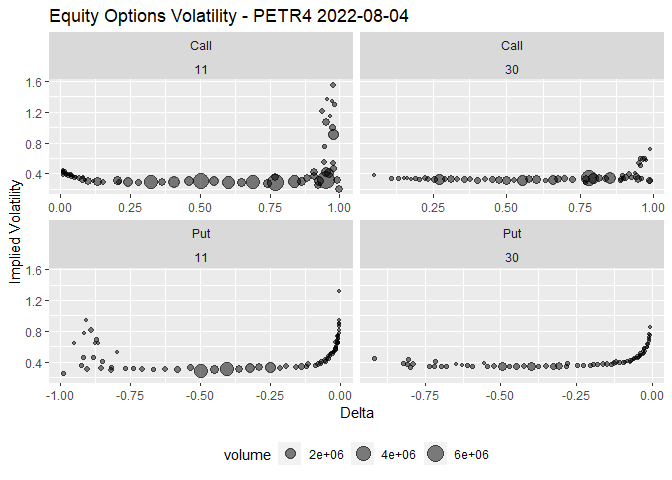 Equity Options Volatility - PETR4 2022-08-04
Call Call
11 30
1.6
1.2
0.8
0.4
0.00 0.25 0.50 0.75 1.00 0.25 0.50 0.75 1.00
Put Put
11 30
1.6
1.2
0.8
0.4
-1.00 -0.75 -0.50 -0.25 0.00 -0.75 -0.50 -0.25 0.00
Implied Volatility
Delta
volume 2e+06 4e+06 6e+06